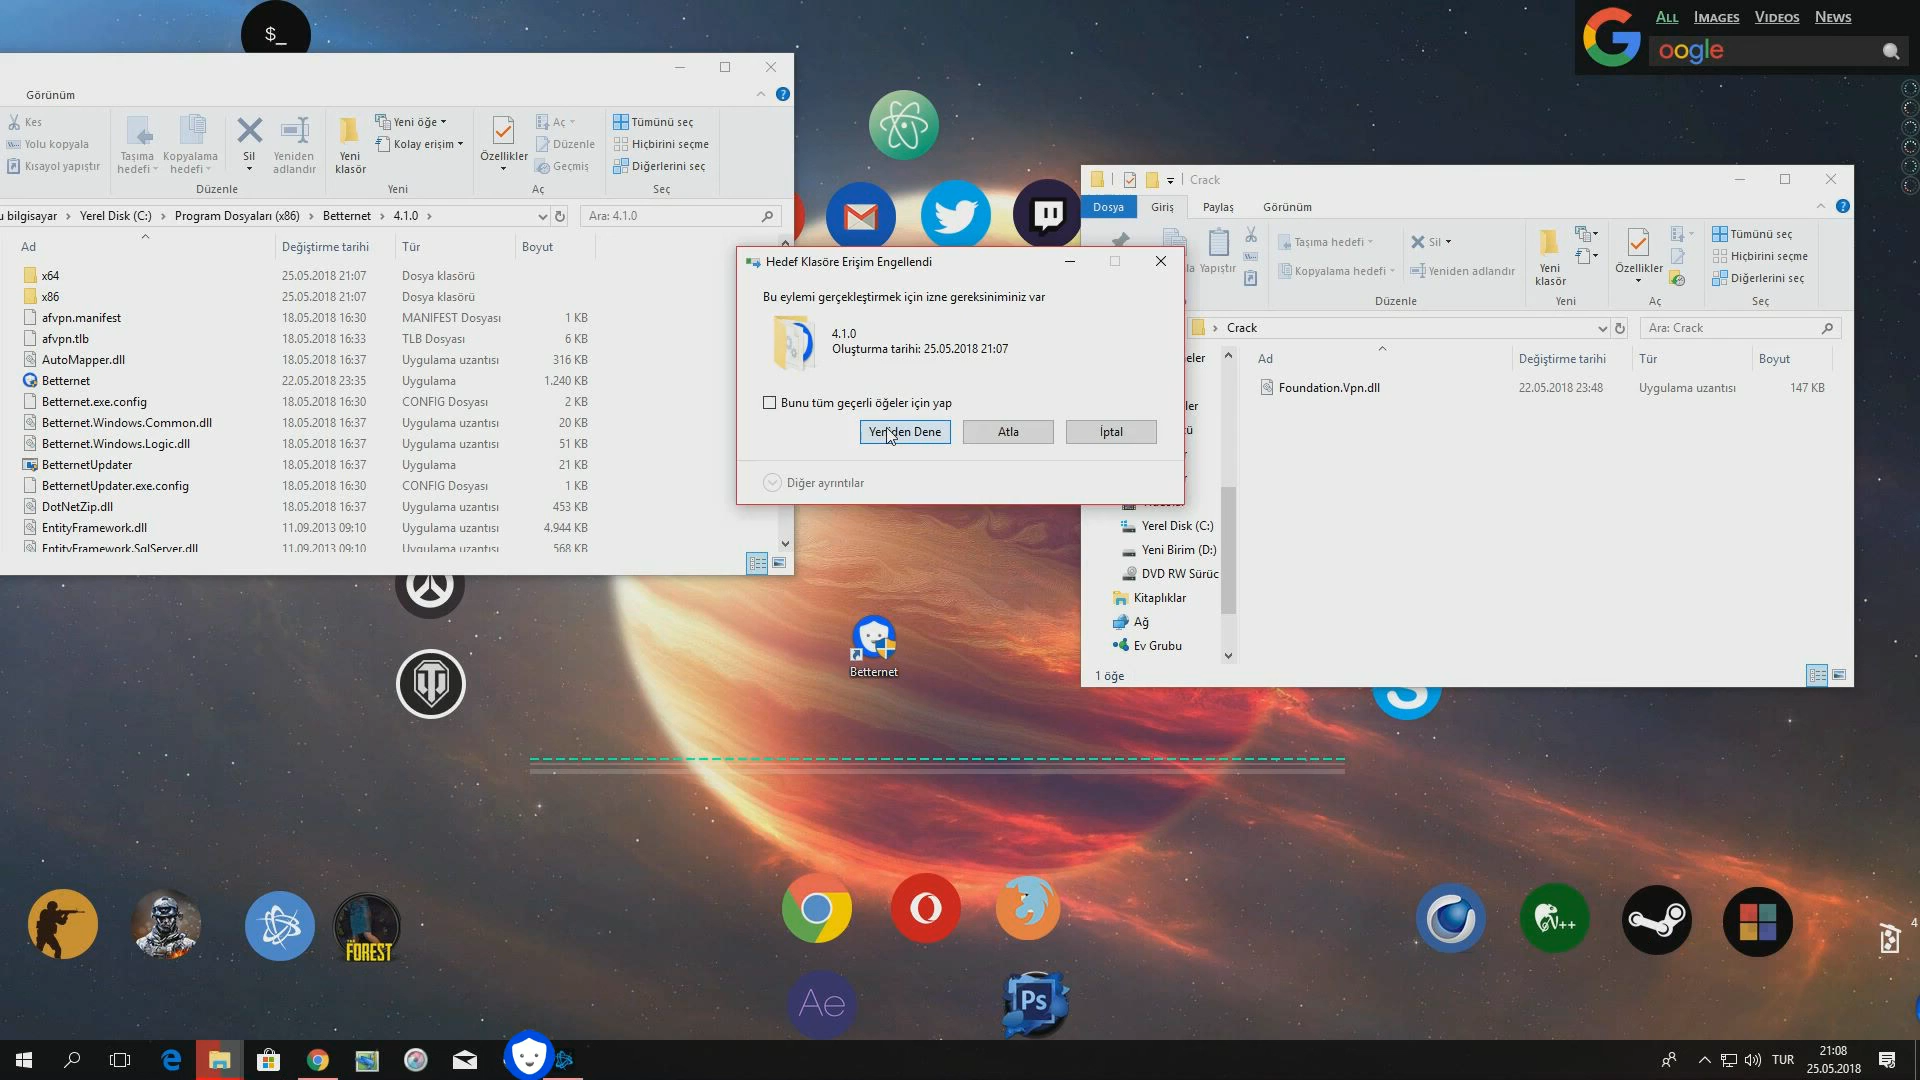 $_
ALL IMAGES VIDEOS NEWS
oogle
Görünüm
Kes
Yolu kopyala
Kısayol yapıştır
Taşıma hedefi
Kopyalama hedefi
Sil
Yeniden adlandır
Düzenle
Yeni klasör
Yeni öğe
Kolay erişim
Yeni
Özellikler
Aç
Düzenle
Geçmiş
Aç
Tümünü seç
Hiçbirini seçme
Diğerlerini seç
Seç
u bilgisayar > Yerel Disk (C:) > Program Dosyaları (x86) > Betternet > 4.1.0 >
Ara: 4.1.0
Ad Değiştirme tarihi Tür Boyut
x64 25.05.2018 21:07 Dosya klasörü
x86 25.05.2018 21:07 Dosya klasörü
afvpn.manifest 18.05.2018 16:30 MANIFEST Dosyası 1 KB
afvpn.tlb 18.05.2018 16:30 TLB Dosyası 6 KB
AutoMapper.dll 18.05.2018 16:37 Uygulama uzantısı 316 KB
Betternet 22.05.2018 23:35 Uygulama 1.240 KB
Betternet.exe.config 18.05.2018 16:30 CONFIG Dosyası 2 KB
Betternet.Windows.Common.dll 18.05.2018 16:37 Uygulama uzantısı 20 KB
Betternet.Windows.Logic.dll 18.05.2018 16:37 Uygulama uzantısı 51 KB
BetternetUpdater 18.05.2018 16:37 Uygulama 21 KB
BetternetUpdater.exe.config 18.05.2018 16:30 CONFIG Dosyası 1 KB
DotNetZip.dll 18.05.2018 16:37 Uygulama uzantısı 453 KB
EntityFramework.dll 11.09.2013 09:10 Uygulama uzantısı 4.944 KB
EntityFramework.SqlServer.dll 11.09.2013 09:10 Uygulama uzantısı 568 KB
Hedef Klasöre Erişim Engellendi
Bu eylemi gerçekleştirmek için izne gereksiniminiz var
4.1.0
Oluşturma tarihi: 25.05.2018 21:07
Bunu tüm geçerli öğeler için yap
Yeniden Dene
Atla
İptal
Diğer ayrıntılar
Crack
Dosya Giriş Paylaş Görünüm
la Yapıştır
Taşıma hedefi
Kopyalama hedefi
Sil
Yeniden adlandır
Düzenle
Yeni klasör
Yeni
Özellikler
Aç
Tümünü seç
Hiçbirini seçme
Diğerlerini seç
Seç
> Crack
Ara: Crack
eler
ler
Ad Değiştirme tarihi Tür Boyut
Foundation.Vpn.dll 22.05.2018 23:48 Uygulama uzantısı 147 KB
Yerel Disk (C:)
Yeni Birim (D:)
DVD RW Sürüc
Kitaplıklar
Ağ
Ev Grubu
1 öğe
Betternet
THE FOREST
N++
4
Ae
Ps
TUR
21:08
25.05.2018